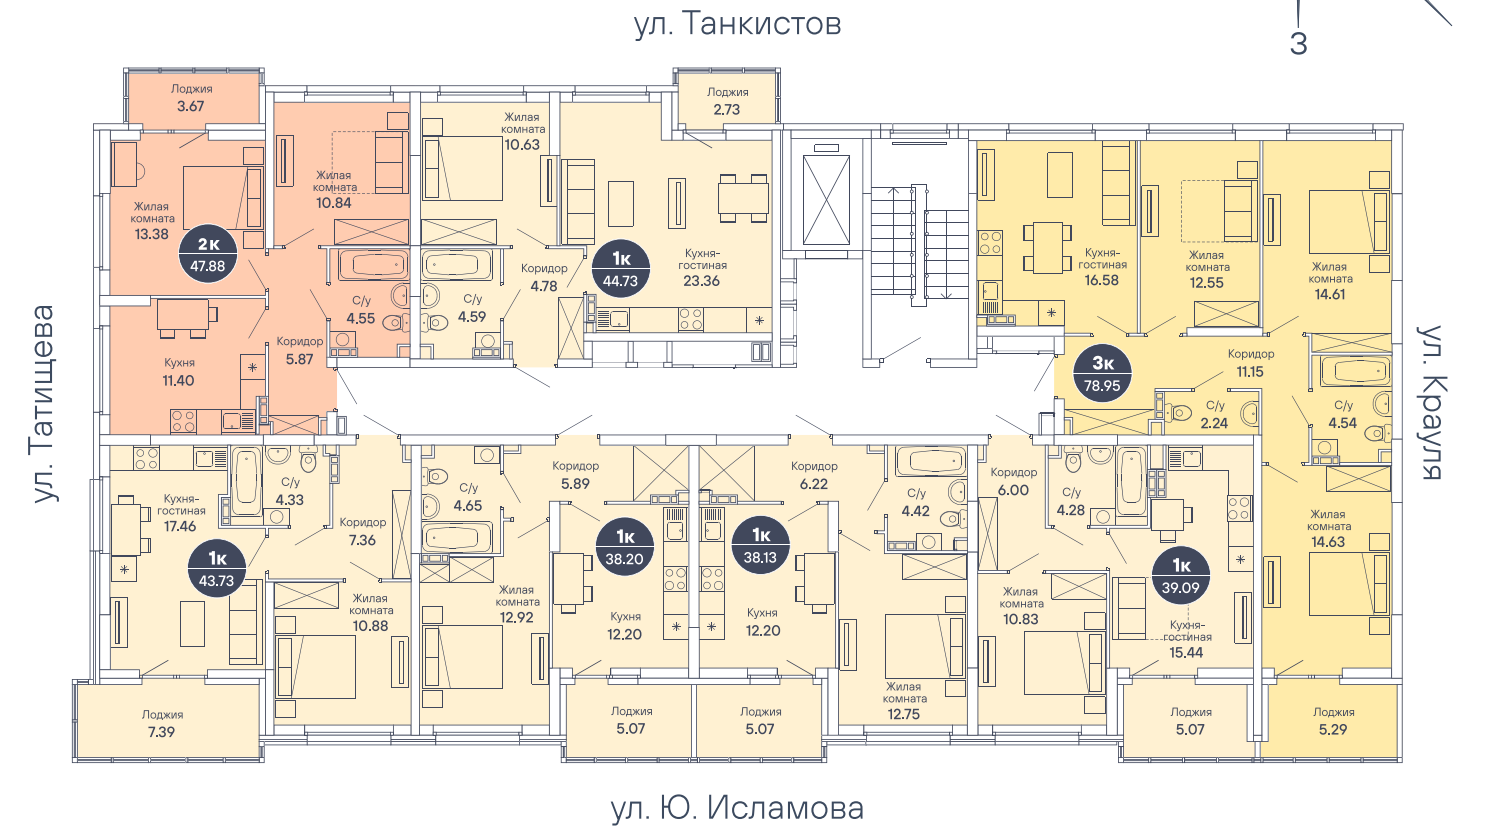 ул. Танкистов
З
Лоджия
3.67
Жилая
комната
13.38
2к
47.88
Жилая
комната
10.84
С/у
4.55
Коридор
5.87
Кухня
11.40
Жилая
комната
10.63
Коридор
4.78
С/у
4.59
1к
44.73
Кухня-
гостиная
23.36
Лоджия
2.73
Кухня-
гостиная
16.58
Жилая
комната
12.55
Жилая
комната
14.61
3к
78.95
Коридор
11.15
С/у
2.24
С/у
4.54
Жилая
комната
14.63
Лоджия
5.29
ул. Татищева
ул. Крауля
Кухня-
гостиная
17.46
С/у
4.33
Коридор
7.36
1к
43.73
Жилая
комната
10.88
Лоджия
7.39
С/у
4.65
Коридор
5.89
1к
38.20
Жилая
комната
12.92
Кухня
12.20
Лоджия
5.07
Коридор
6.22
С/у
4.42
1к
38.13
Кухня
12.20
Жилая
комната
12.75
Лоджия
5.07
Коридор
6.00
С/у
4.28
1к
39.09
Жилая
комната
10.83
Кухня-
гостиная
15.44
Лоджия
5.07
ул. Ю. Исламова